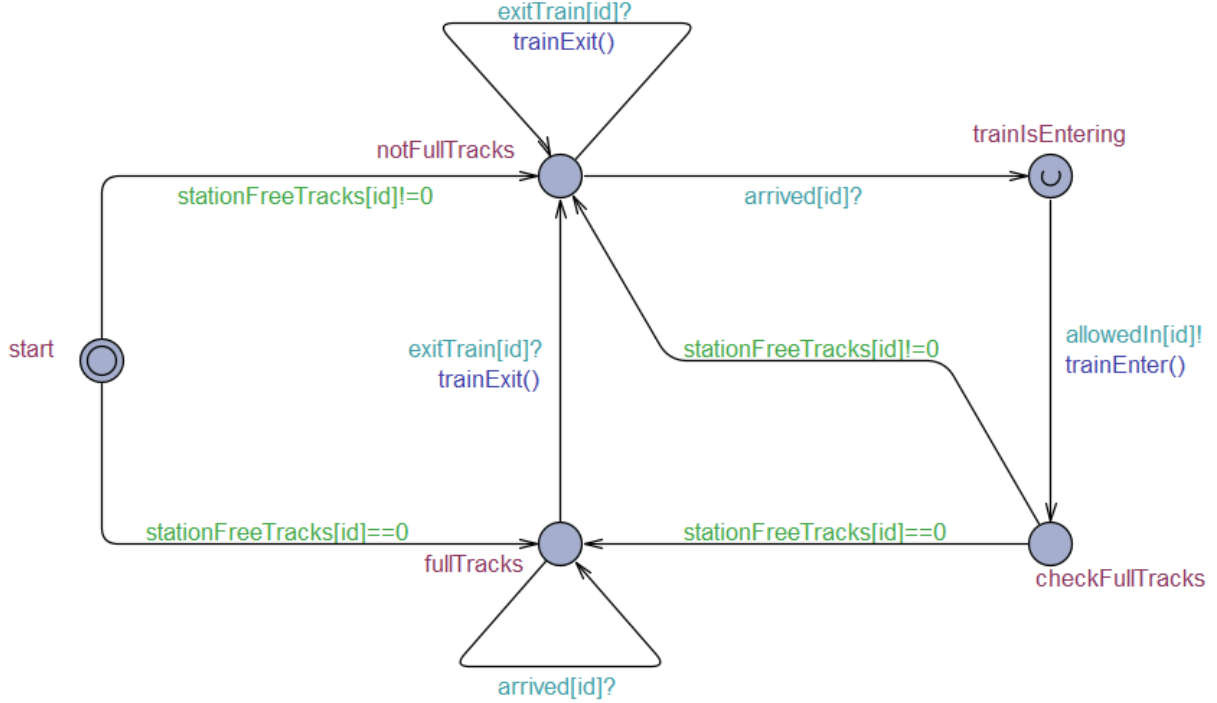 exitTrain[id]?
trainExit()
trainIsEntering
notFullTracks
stationFreeTracks[id]!=0
arrived[id]?
start
exitTrain[id]?
trainExit()
stationFreeTracks[id]!=0
allowedIn[id]!
trainEnter()
stationFreeTracks[id]==0
stationFreeTracks[id]==0
fullTracks
checkFullTracks
arrived[id]?